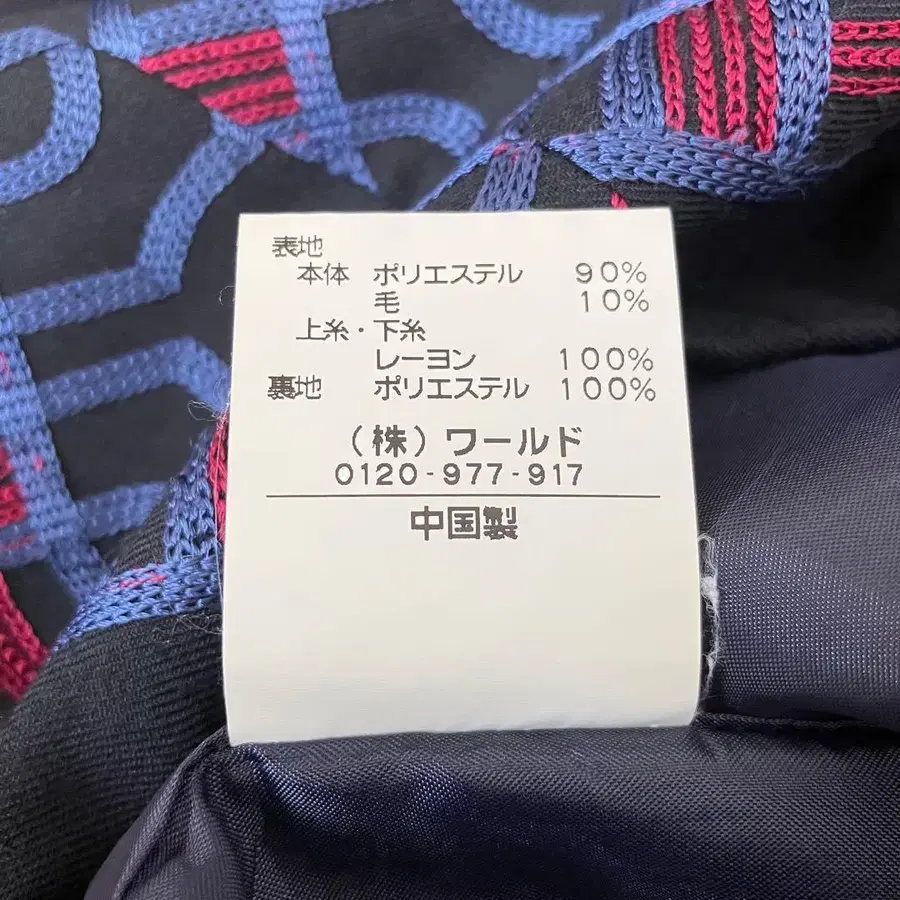 表地
本体 ポリエステル 90%
毛 10%
上糸・下糸
レーヨン 100%
裏地 ポリエステル 100%
(株)ワールド
0120-977-917
中国製